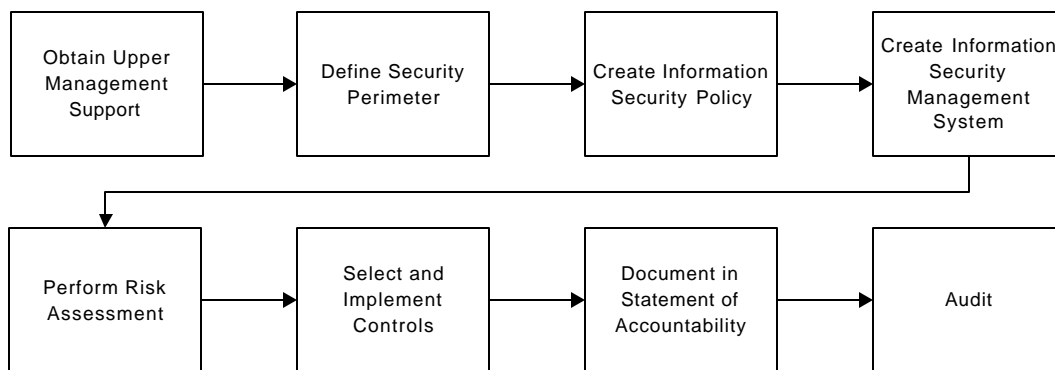 Obtain Upper
Management
Support
Define Security
Perimeter
Create Information
Security Policy
Create Information
Security
Management
System
Perform Risk
Assessment
Select and
Implement
Controls
Document in
Statement of
Accountability
Audit